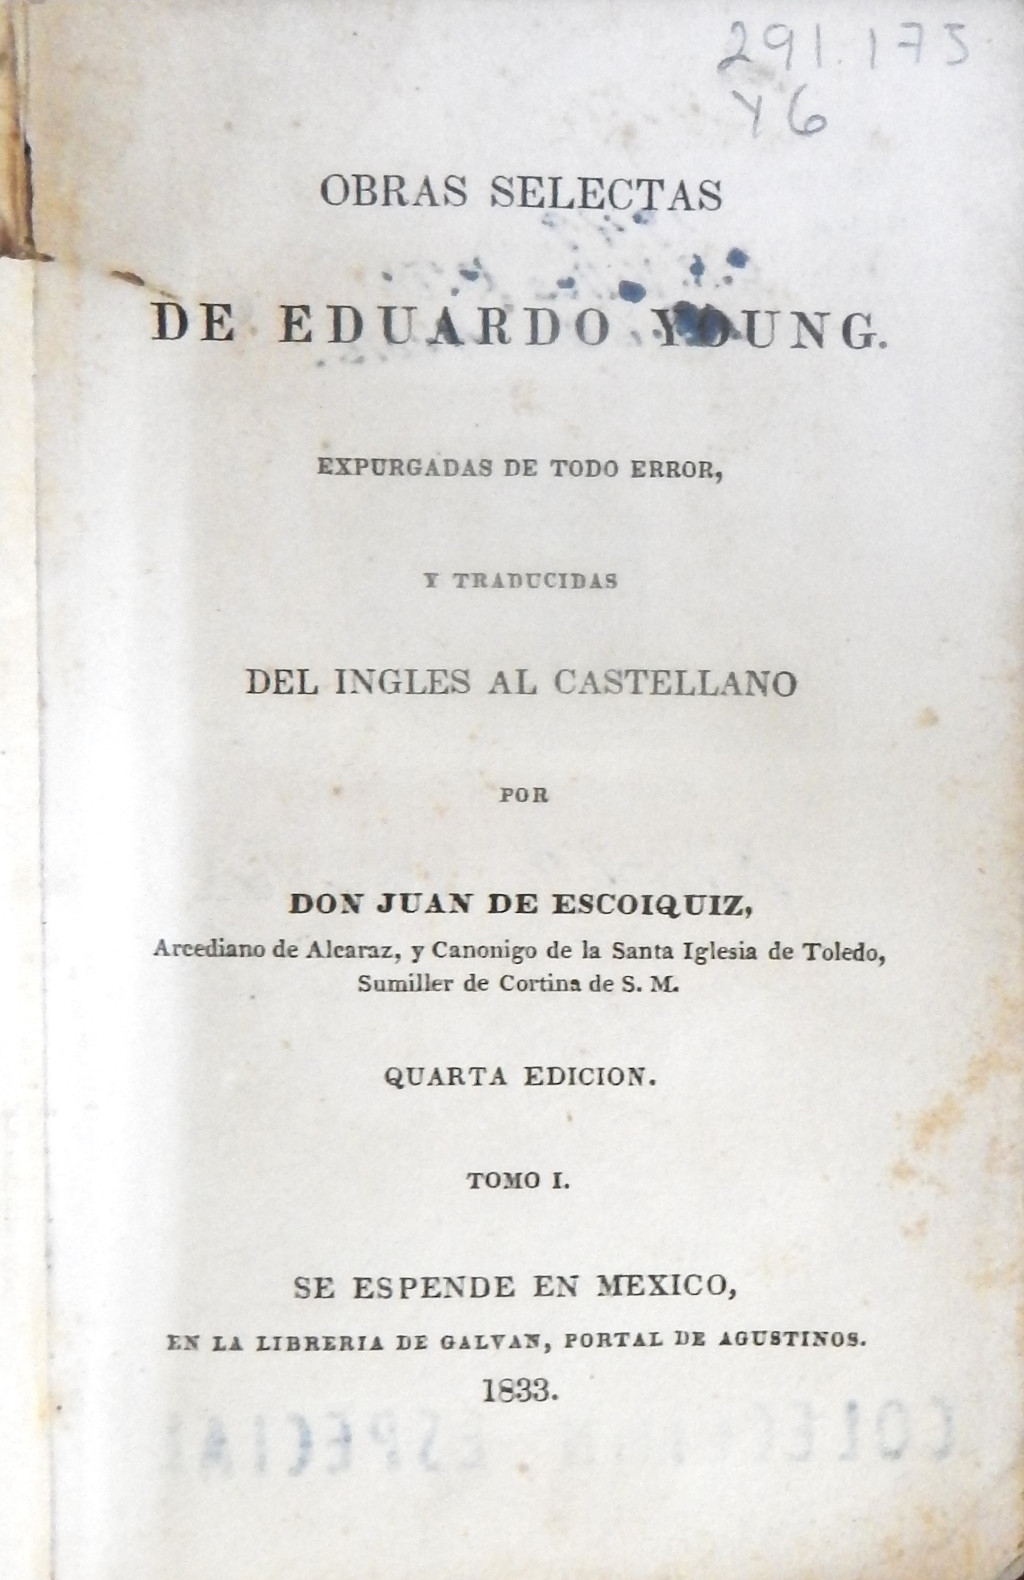 291.175
Y6
OBRAS SELECTAS
DE EDUARDO YOUNG.
EXPURGADAS DE TODO ERROR,
Y TRADUCIDAS
DEL INGLES AL CASTELLANO
POR
DON JUAN DE ESCOIQUIZ,
Arcediano de Alcaraz, y Canonigo de la Santa Iglesia de Toledo,
Sumiller de Cortina de S. M.
QUARTA EDICION.
TOMO I.
SE ESPENDE EN MEXICO,
EN LA LIBRERIA DE GALVAN, PORTAL DE AGUSTINOS.
1833.